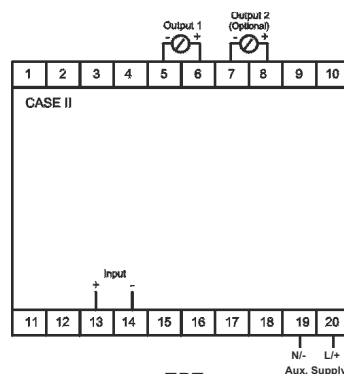 Output 1
Output 2
(Optional)
- + - +
1 2 3 4 5 6 7 8 9 10
CASE II
Input
+ -
11 12 13 14 15 16 17 18 19 20
N/- L/+
Aux. Supply